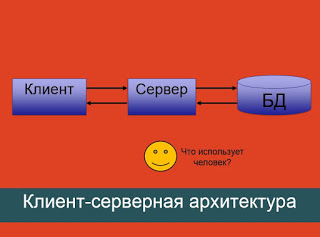 Клиент
Сервер
БД
Что использует
человек?
Клиент-серверная архитектура